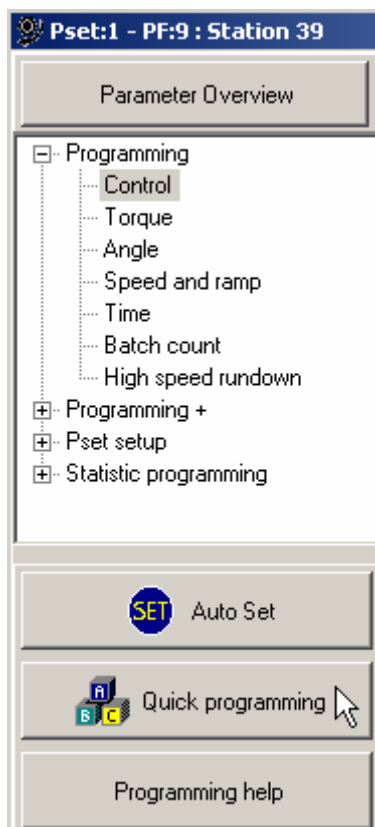 Pset:1 - PF:9 : Station 39
Parameter Overview
Programming
Control
Torque
Angle
Speed and ramp
Time
Batch count
High speed rundown
Programming +
Pset setup
Statistic programming
SET Auto Set
A B C Quick programming
Programming help